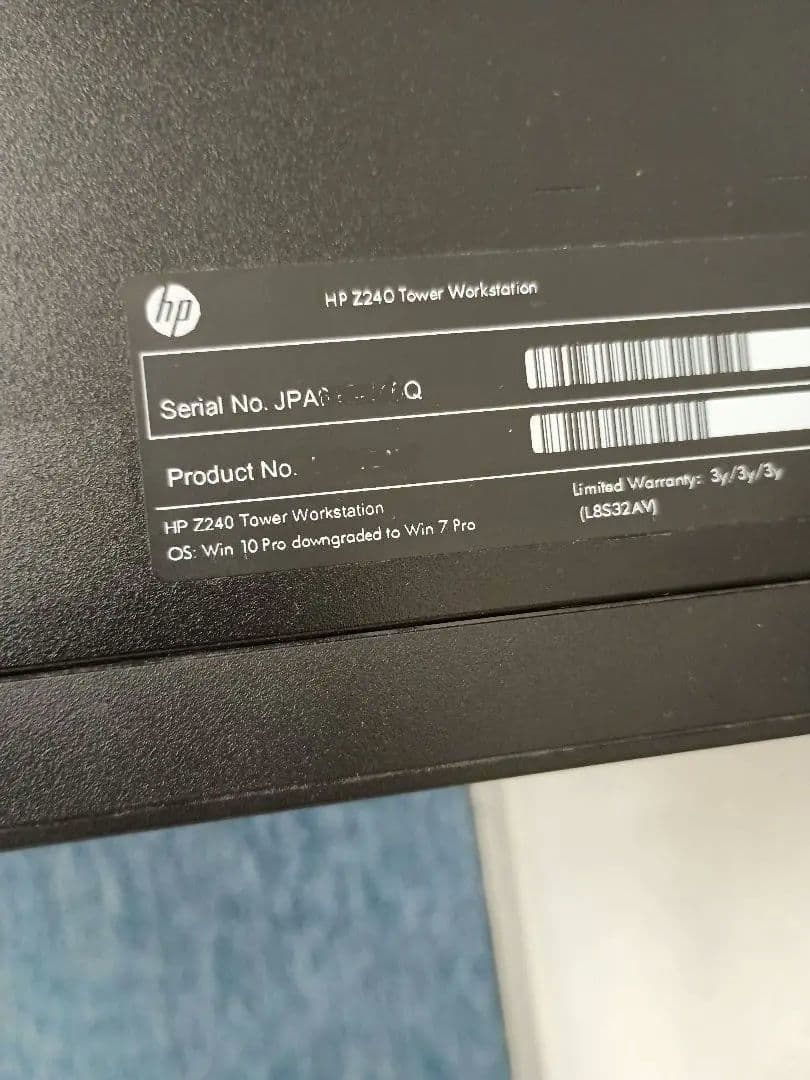 hp
HP Z240 Tower Workstation
Serial No.
Product No.
HP Z240 Tower Workstation
OS: Win 10 Pro downgraded to Win 7 Pro
Limited Warranty: 3y/3y/3y
(L8S32AV)